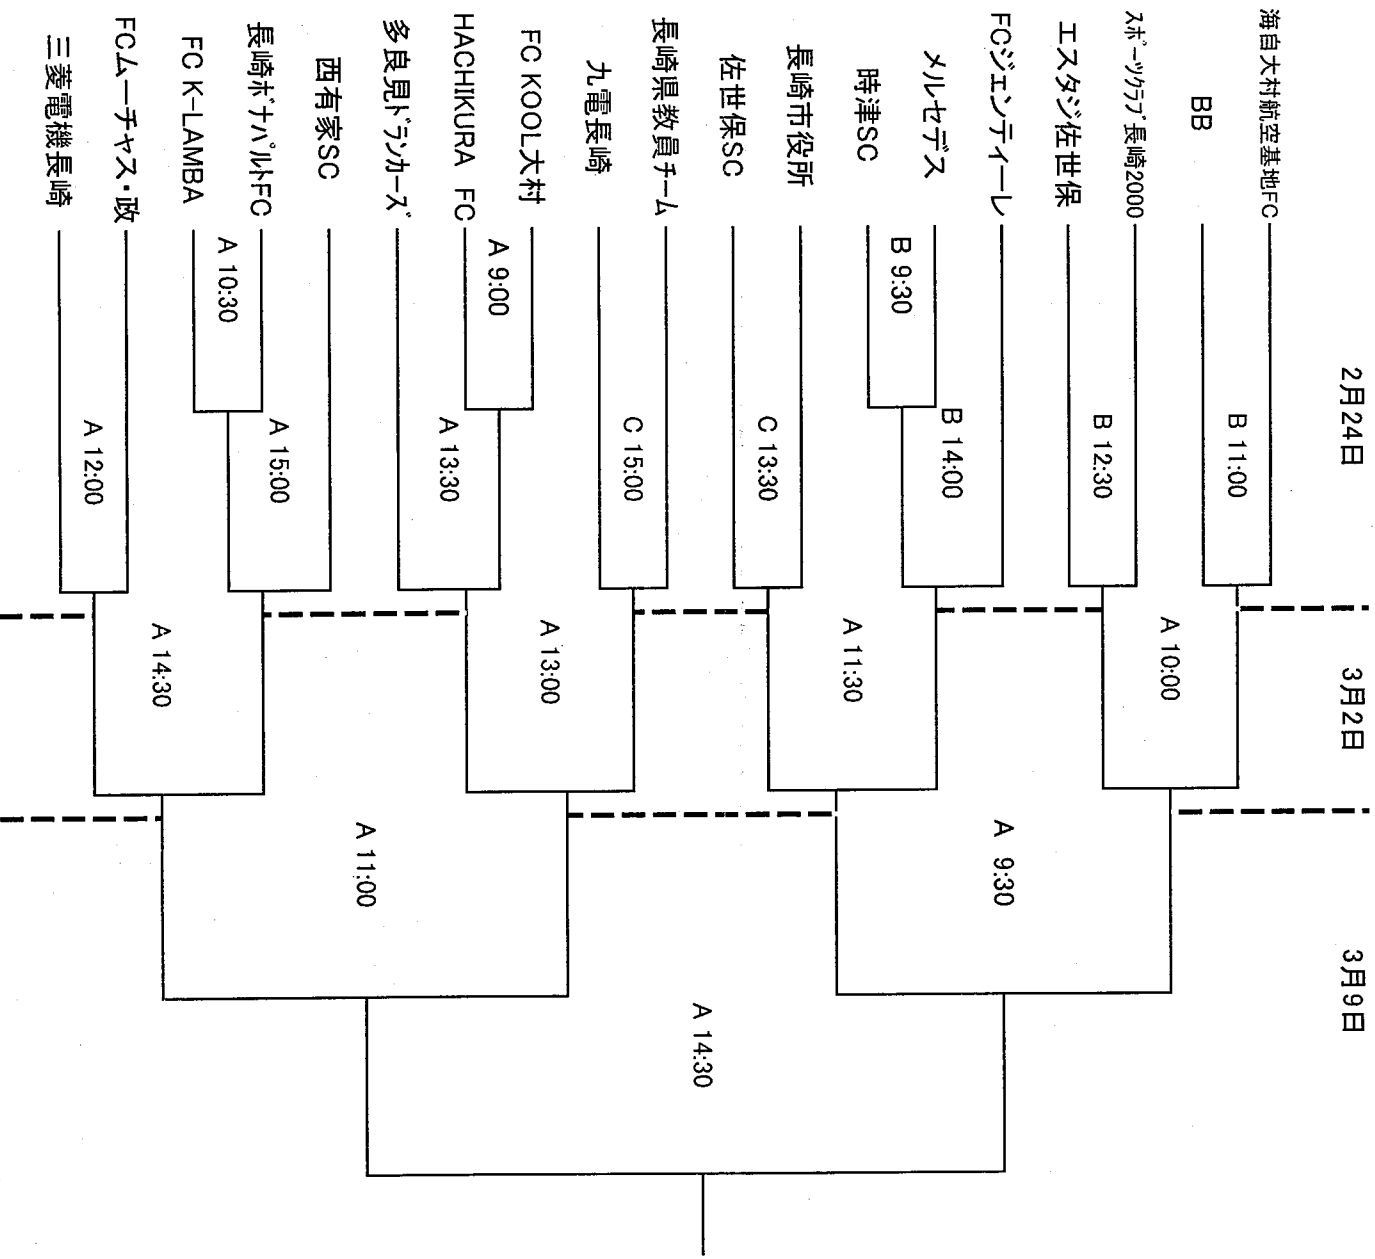 2月24日
3月2日
3月9日
海自大村航空基地FC
BB
スポーツクラブ長崎2000
エスタジ佐世保
FCジェンティーレ
メルセデス
時津SC
長崎市役所
佐世保SC
長崎県教員チーム
九電長崎
FC KOOL大村
HACHIKURA FC
多良見ドランカーズ
西有家SC
長崎ボナパルトFC
FC K-LAMBA
FCムーチャス・政
三菱電機長崎
B 11:00
B 12:30
B 14:00
B 9:30
C 13:30
C 15:00
A 9:00
A 13:30
A 15:00
A 10:30
A 12:00
A 10:00
A 11:30
A 13:00
A 14:30
A 9:30
A 11:00
A 14:30